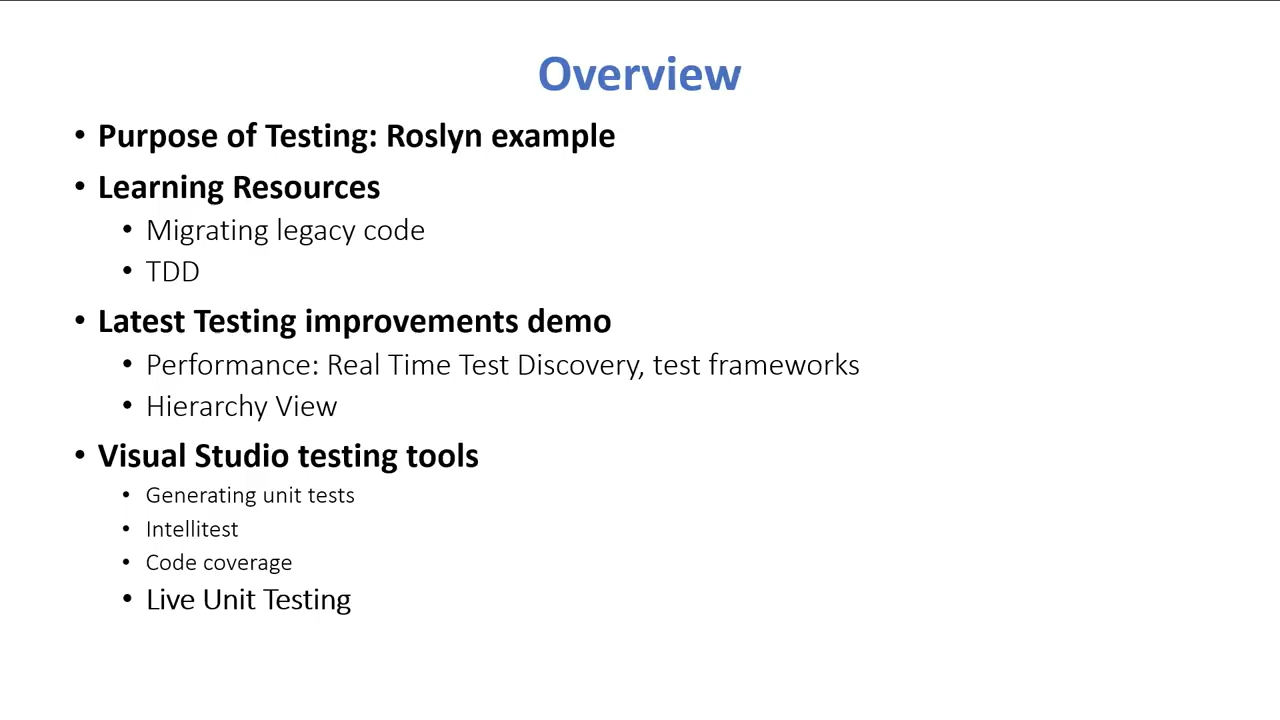 Overview
• Purpose of Testing: Roslyn example
• Learning Resources
• Migrating legacy code
• TDD
• Latest Testing improvements demo
• Performance: Real Time Test Discovery, test frameworks
• Hierarchy View
• Visual Studio testing tools
• Generating unit tests
• Intellitest
• Code coverage
• Live Unit Testing